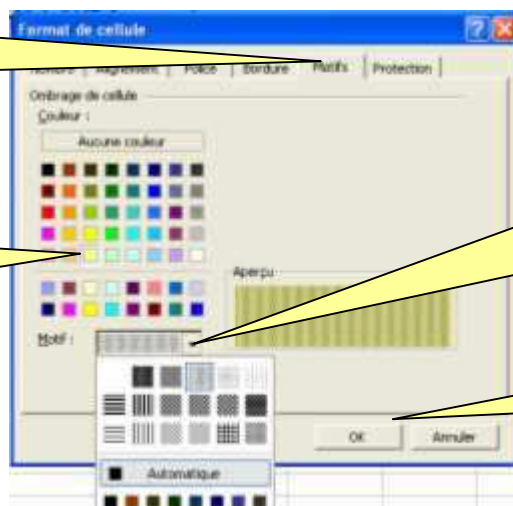 Format de cellule
Nombre Alignement Police Bordure Motifs Protection
Ombrage de cellule
Couleur :
Aucune couleur
Aperçu
Motif :
OK Annuler
Automatique